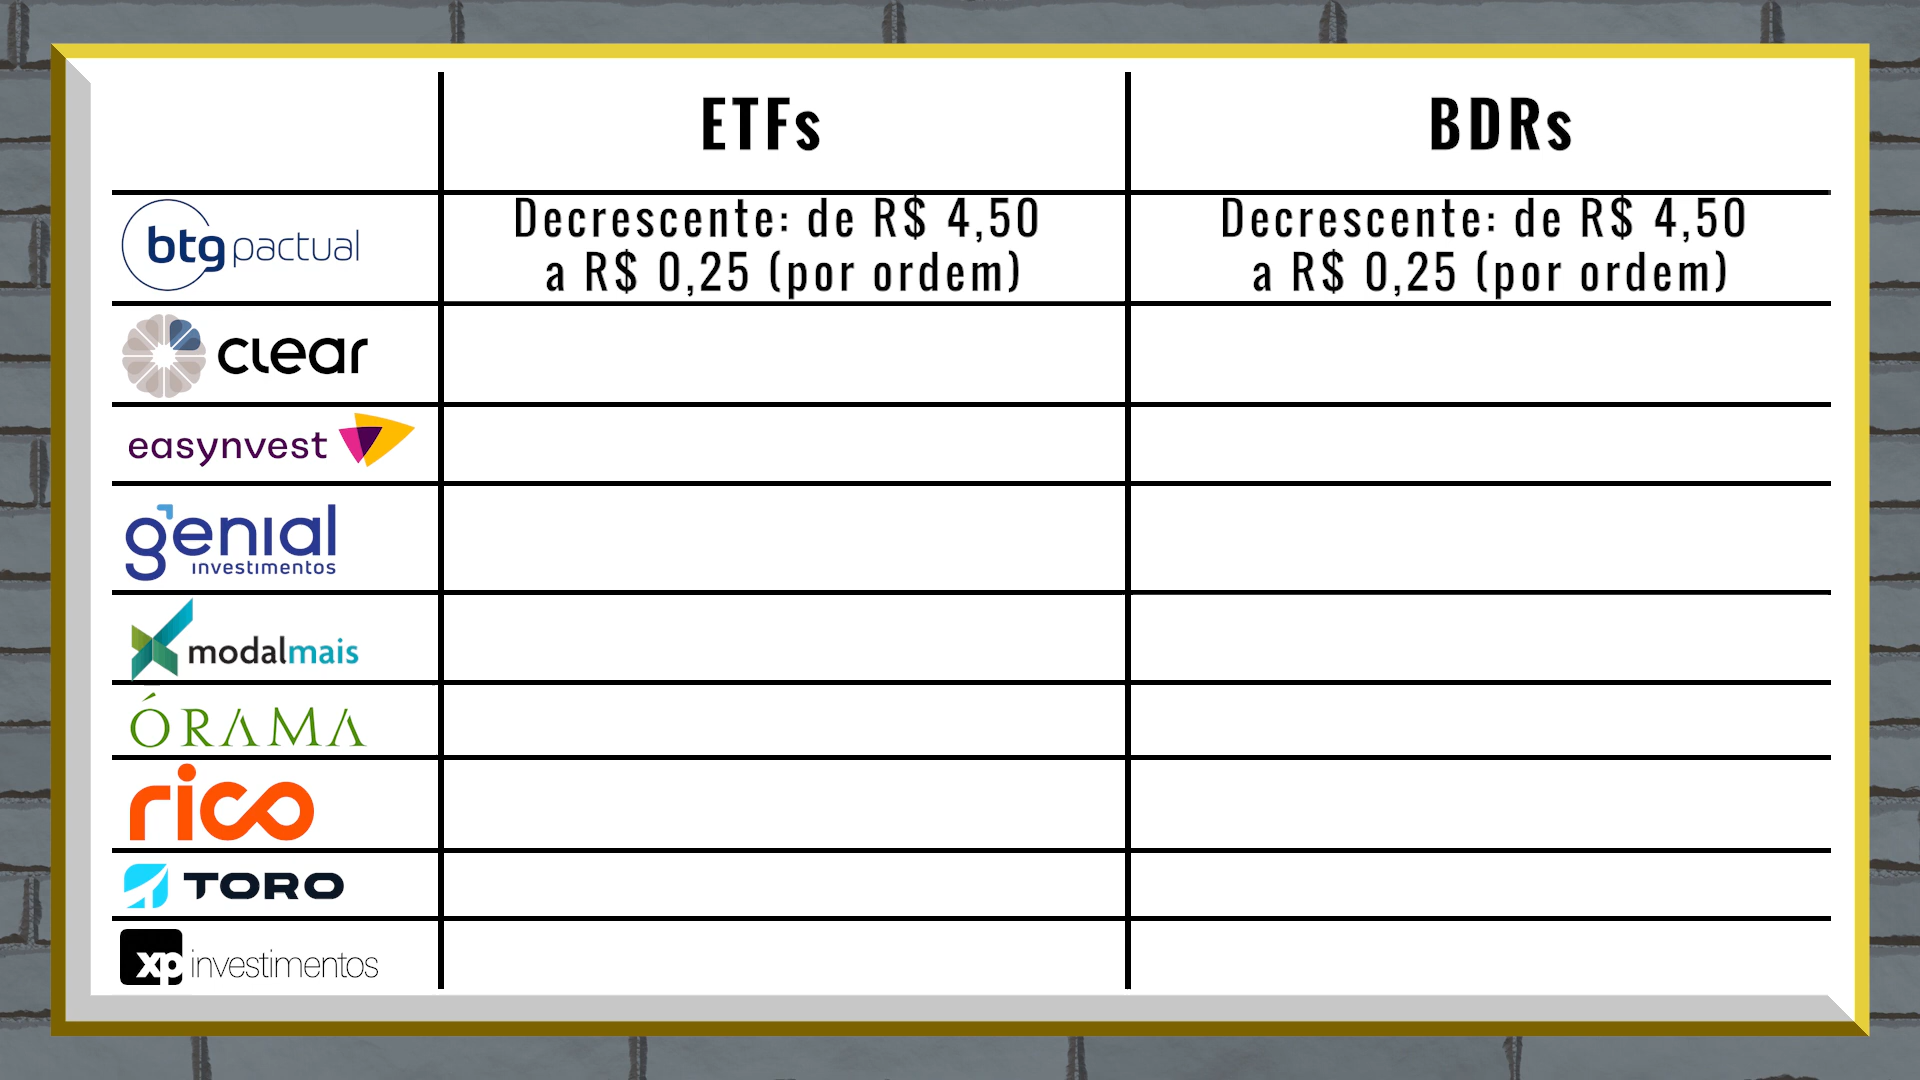 ETFs
BDRs
btg pactual
Decrescente: de R$ 4,50
a R$ 0,25 (por ordem)
Decrescente: de R$ 4,50
a R$ 0,25 (por ordem)
clear
easynvest
genial
investimentos
modalmais
ÓRAMA
rico
TORO
xp investimentos